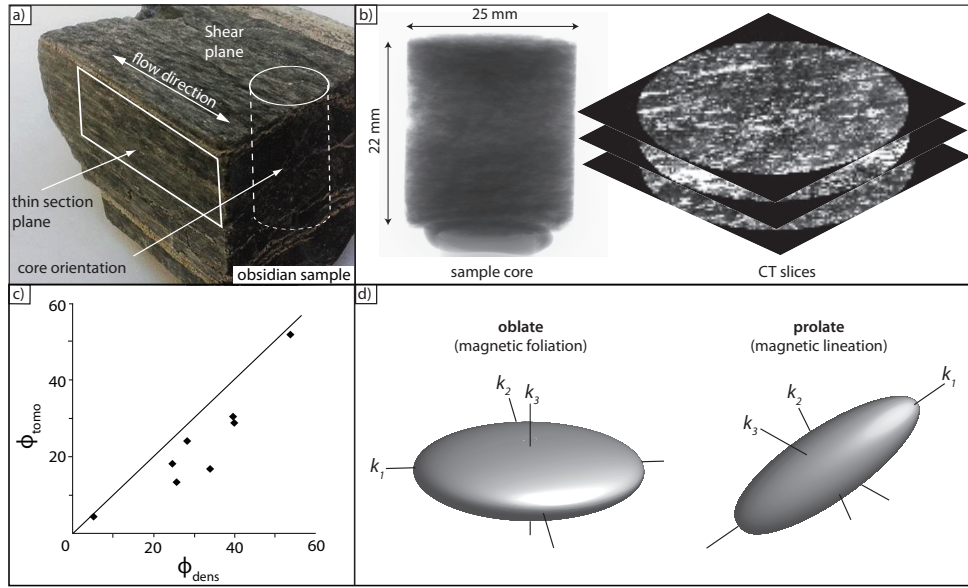 a)
Shear
plane
flow direction
thin section
plane
core orientation
obsidian sample
b)
25 mm
22 mm
sample core
CT slices
c)
60
40
20
0
20
40
60
ϕtomo
ϕdens
d)
oblate
(magnetic foliation)
k1
k2
k3
prolate
(magnetic lineation)
k1
k2
k3